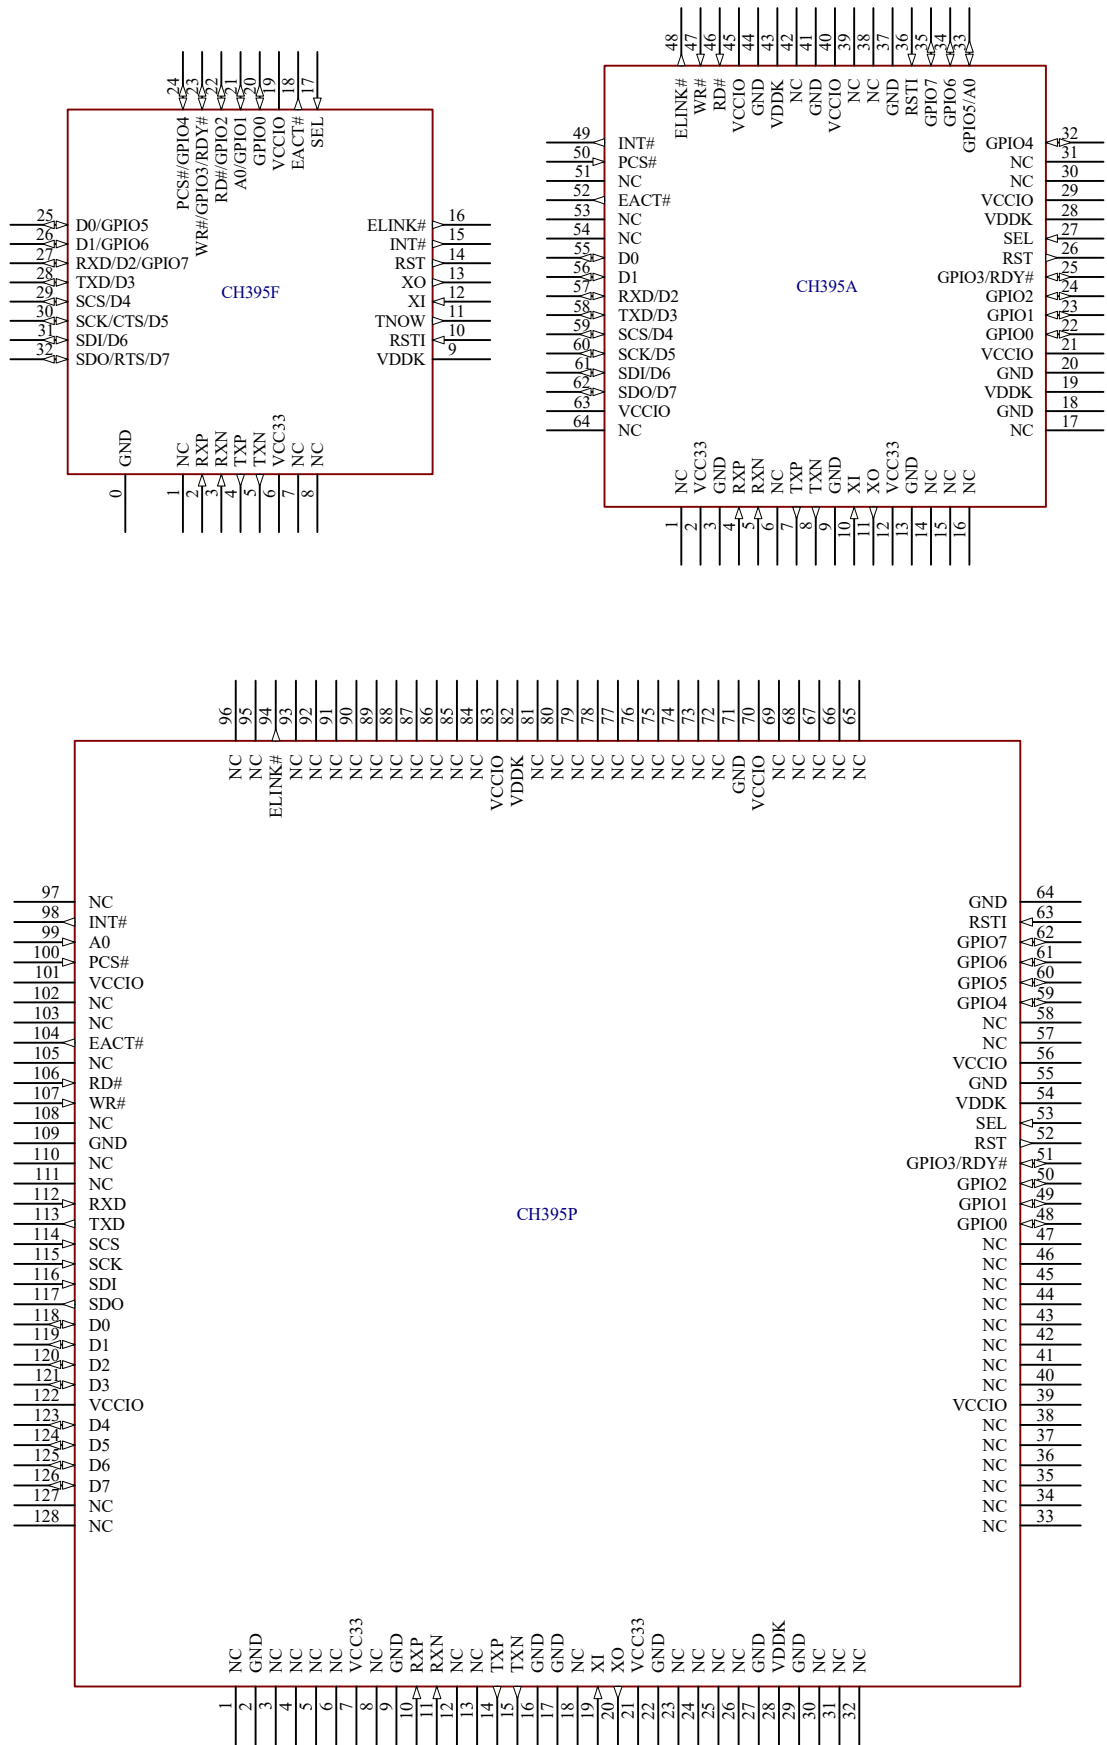 24 23 22 21 20 19 18 17
PCS#/GPIO4
WR#/GPIO3/RDY#
RD#/GPIO2
A0/GPIO1
GPIO0
VCCIO
EACT#
SEL
25 D0/GPIO5
26 D1/GPIO6
27 RXD/D2/GPIO7
28 TXD/D3
29 SCS/D4
30 SCK/CTS/D5
31 SDI/D6
32 SDO/RTS/D7
CH395F
ELINK# 16
INT# 15
RST 14
XO 13
XI 12
TNOW 11
RSTI 10
VDDK 9
GND NC RXP RXN TXP TXN VCC33 NC NC
0 1 2 3 4 5 6 7 8
48 47 46 45 44 43 42 41 40 39 38 37 36 35 34 33
ELINK# WR# RD# VCCIO GND VDDK NC GND VCCIO NC NC GND RSTI GPIO7 GPIO6 GPIO5/A0
49 INT#
50 PCS#
51 NC
52 EACT#
53 NC
54 NC
55 D0
56 D1
57 RXD/D2
58 TXD/D3
59 SCS/D4
60 SCK/D5
61 SDI/D6
62 SDO/D7
63 VCCIO
64 NC
CH395A
GPIO4 32
NC 31
NC 30
VCCIO 29
VDDK 28
SEL 27
RST 26
GPIO3/RDY# 25
GPIO2 24
GPIO1 23
GPIO0 22
VCCIO 21
GND 20
VDDK 19
GND 18
NC 17
NC VCC33 GND RXP RXN NC TXP TXN GND XI XO VCC33 GND NC NC NC
1 2 3 4 5 6 7 8 9 10 11 12 13 14 15 16
96 95 94 93 92 91 90 89 88 87 86 85 84 83 82 81 80 79 78 77 76 75 74 73 72 71 70 69 68 67 66 65
NC NC ELINK# NC NC NC NC NC NC NC NC NC NC VCCIO VDDK NC NC NC NC NC NC NC NC NC NC GND VCCIO NC NC NC NC NC
97 NC
98 INT#
99 A0
100 PCS#
101 VCCIO
102 NC
103 NC
104 EACT#
105 NC
106 RD#
107 WR#
108 NC
109 GND
110 NC
111 NC
112 RXD
113 TXD
114 SCS
115 SCK
116 SDI
117 SDO
118 D0
119 D1
120 D2
121 D3
122 VCCIO
123 D4
124 D5
125 D6
126 D7
127 NC
128 NC
CH395P
GND 64
RSTI 63
GPIO7 62
GPIO6 61
GPIO5 60
GPIO4 59
NC 58
NC 57
VCCIO 56
GND 55
VDDK 54
SEL 53
RST 52
GPIO3/RDY# 51
GPIO2 50
GPIO1 49
GPIO0 48
NC 47
NC 46
NC 45
NC 44
NC 43
NC 42
NC 41
NC 40
VCCIO 39
NC 38
NC 37
NC 36
NC 35
NC 34
NC 33
NC GND NC NC NC NC VCC33 NC GND RXP RXN NC NC TXP TXN GND GND NC XI XO VCC33 GND NC NC NC NC GND VDDK GND NC NC NC
1 2 3 4 5 6 7 8 9 10 11 12 13 14 15 16 17 18 19 20 21 22 23 24 25 26 27 28 29 30 31 32